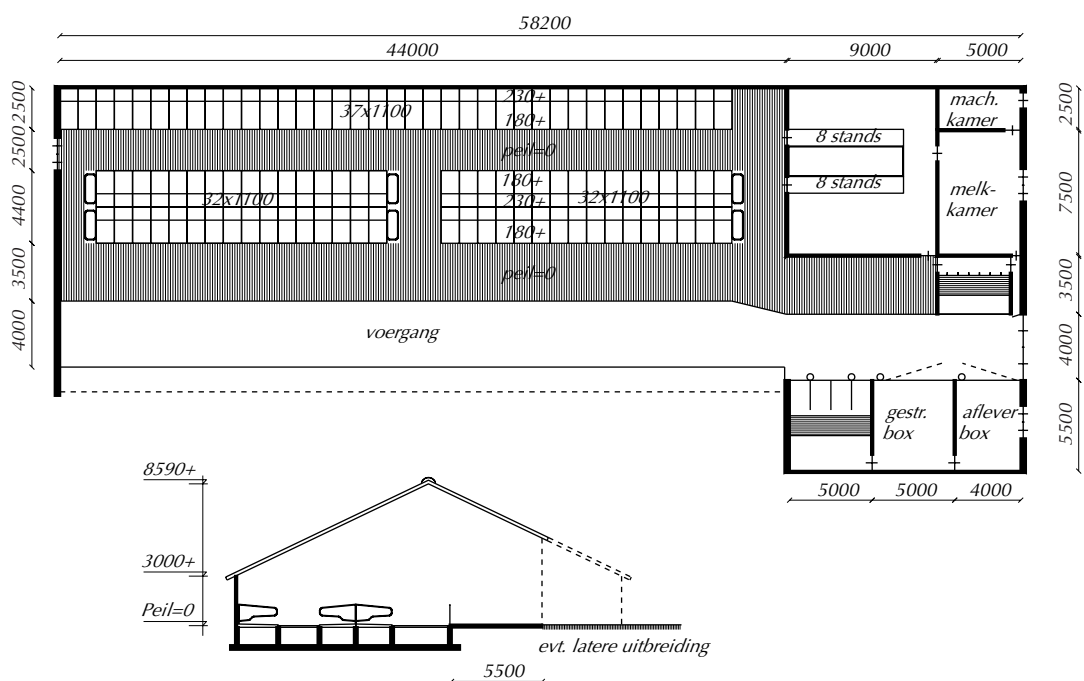 58200
44000
9000
5000
2500
2500
4400
3500
4000
230+
37x1100
180+
peil=0
180+
32x1100
230+
32x1100
180+
peil=0
voergang
8 stands
8 stands
mach.
kamer
melk-
kamer
2500
7500
3500
4000
5500
gestr.
box
aflever
box
5000
5000
4000
8590+
3000+
Peil=0
evt. latere uitbreiding
5500